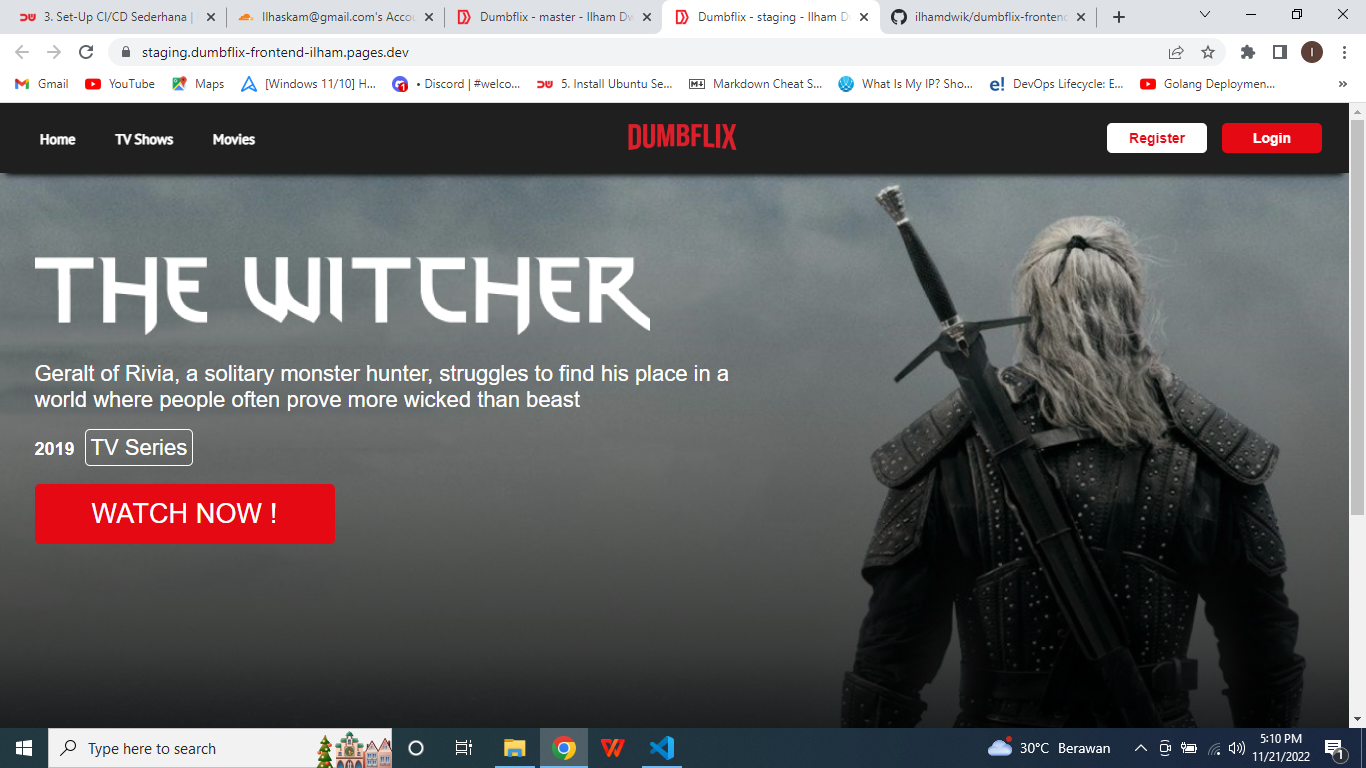 3. Set-Up CI/CD Sederhana |
Ilhaskam@gmail.com's Accou
Dumbflix - master - Ilham Dw
Dumbflix - staging - Ilham D
ilhamdwik/dumbflix-frontend
staging.dumbflix-frontend-ilham.pages.dev
I
Gmail
YouTube
Maps
[Windows 11/10] H...
• Discord | #welco...
5. Install Ubuntu Se...
Markdown Cheat S...
What Is My IP? Sho...
DevOps Lifecycle: E...
Golang Deploymen...
»
Home
TV Shows
Movies
DUMBFLIX
Register
Login
THE WITCHER
Geralt of Rivia, a solitary monster hunter, struggles to find his place in a
world where people often prove more wicked than beast
2019
TV Series
WATCH NOW !
Type here to search
30°C Berawan
5:10 PM
11/21/2022
1